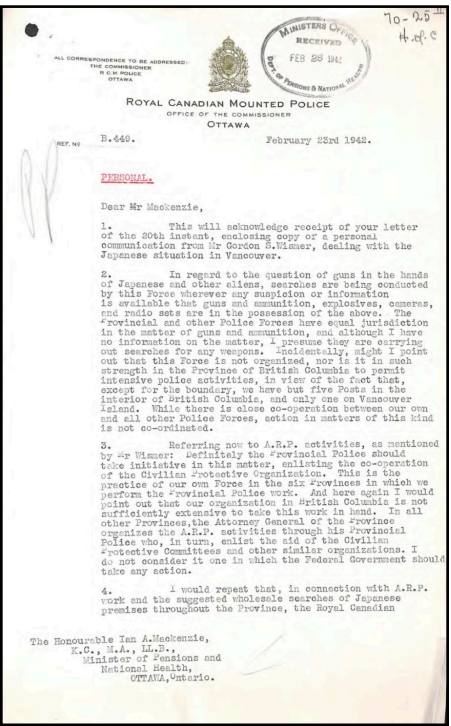 70-25 II
MINISTERS OFFICE
RECEIVED
FEB 26 1942
DEPT. OF PENSIONS & NATIONAL HEALTH
ALL CORRESPONDENCE TO BE ADDRESSED:-
THE COMMISSIONER
R C.M. POLICE
OTTAWA
ROYAL CANADIAN MOUNTED POLICE
OFFICE OF THE COMMISSIONER
OTTAWA
REF. NO B.449.
February 23rd 1942.
PERSONAL.
Dear Mr Mackenzie,
1. This will acknowledge receipt of your letter
of the 20th instant, enclosing copy of a personal
communication from Mr Gordon S.Wismer, dealing with the
Japanese situation in Vancouver.
2. In regard to the question of guns in the hands
of Japanese and other aliens, searches are being conducted
by this Force wherever any suspicion or information
is available that guns and ammunition, explosives, cameras,
and radio sets are in the possession of the above. The
Provincial and other Police Forces have equal jurisdiction
in the matter of guns and ammunition, and although I have
no information on the matter, I presume they are carrying
out searches for any weapons. Incidentally, might I point
out that this Force is not organized, nor is it in such
strength in the Province of British Columbia to permit
intensive police activities, in view of the fact that,
except for the boundary, we have but five Posts in the
interior of British Columbia, and only one on Vancouver
Island. While there is close co-operation between our own
and all other Police Forces, action in matters of this kind
is not co-ordinated.
3. Referring now to A.R.P. activities, as mentioned
by Mr Wismer: Definitely the Provincial Police should
take initiative in this matter, enlisting the co-operation
of the Civilian Protective Organization. This is the
practice of our own Force in the six Provinces in which we
perform the Provincial Police work. And here again I would
point out that our organization in British Columbia is not
sufficiently extensive to take this work in hand. In all
other Provinces,the Attorney General of the Province
organizes the A.R.P. activities through his Provincial
Police who, in turn, enlist the aid of the Civilian
Protective Committees and other similar organizations. I
do not consider it one in which the Federal Government should
take any action.
4. I would repeat that, in connection with A.R.P.
work and the suggested wholesale searches of Japanese
premises throughout the Province, the Royal Canadian
The Honourable Ian A.Mackenzie,
K.C., M.A., LL.B.,
Minister of Pensions and
National Health,
OTTAWA,Ontario.